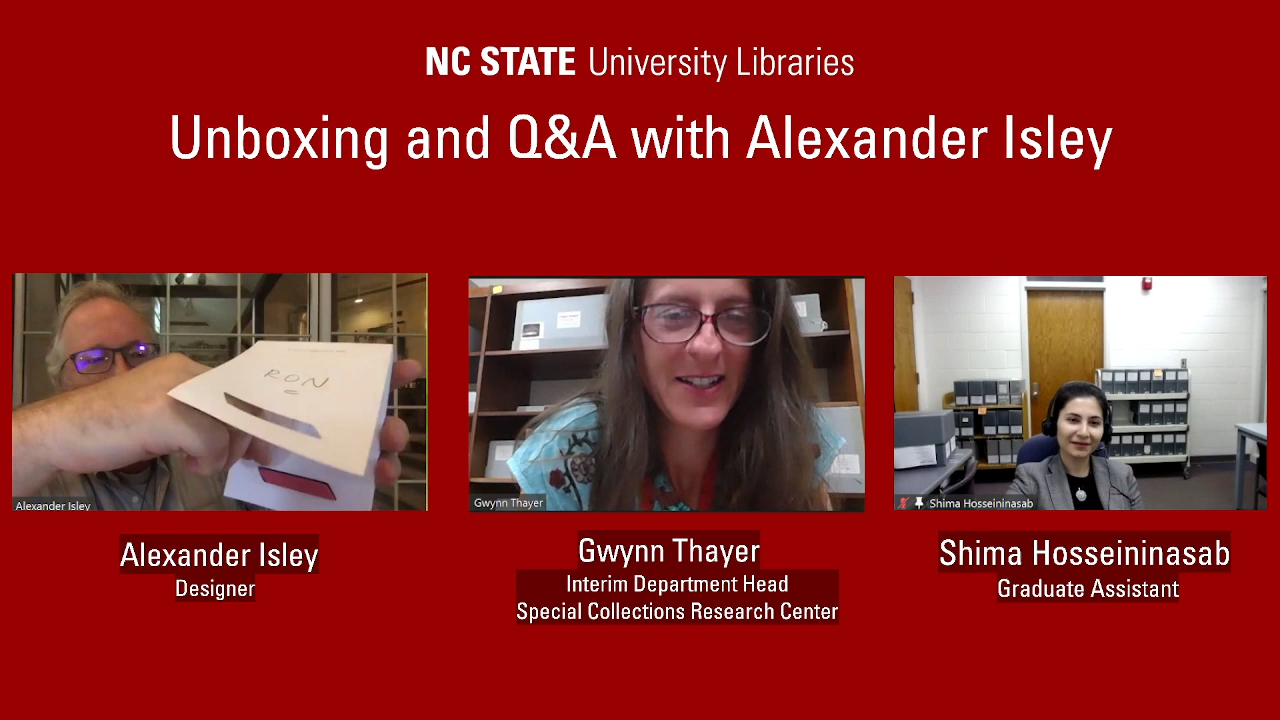 NC STATE University Libraries
Unboxing and Q&A with Alexander Isley
RON
Alexander Isley
Gwynn Thayer
Shima Hosseininasab
Alexander Isley
Designer
Gwynn Thayer
Interim Department Head
Special Collections Research Center
Shima Hosseininasab
Graduate Assistant